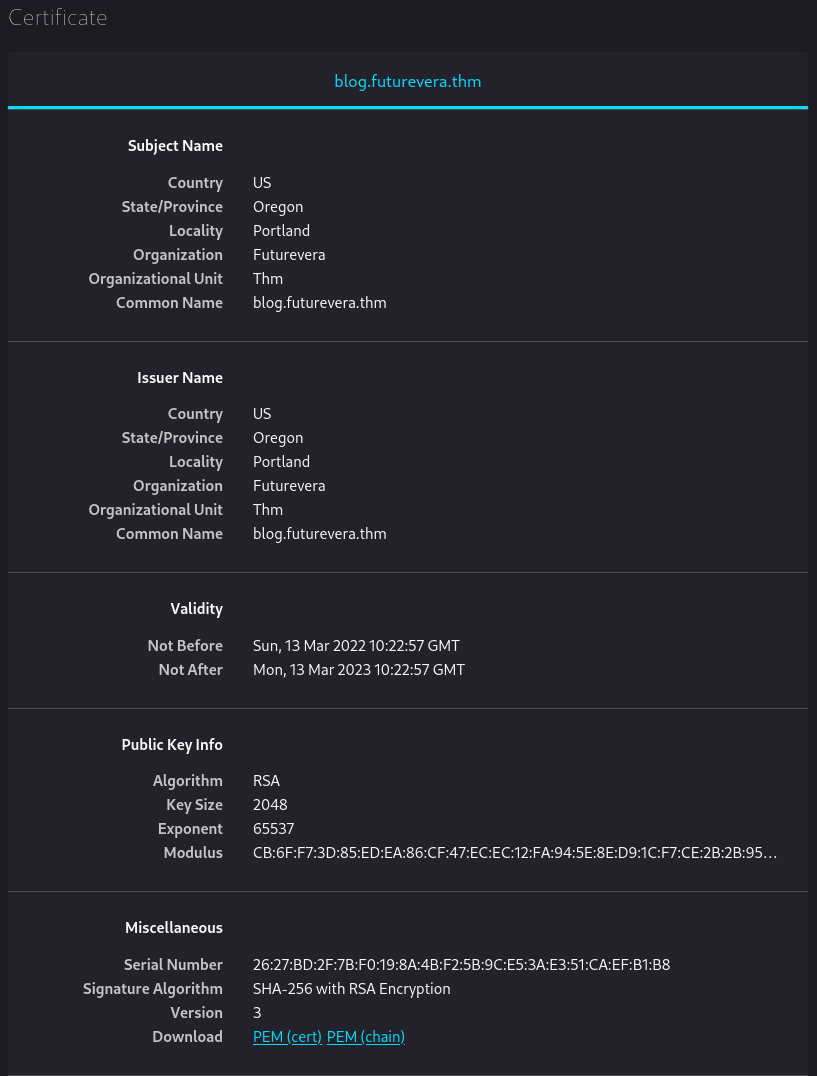 Certificate
blog.futurevera.thm
Subject Name
Country US
State/Province Oregon
Locality Portland
Organization Futurevera
Organizational Unit Thm
Common Name blog.futurevera.thm
Issuer Name
Country US
State/Province Oregon
Locality Portland
Organization Futurevera
Organizational Unit Thm
Common Name blog.futurevera.thm
Validity
Not Before Sun, 13 Mar 2022 10:22:57 GMT
Not After Mon, 13 Mar 2023 10:22:57 GMT
Public Key Info
Algorithm RSA
Key Size 2048
Exponent 65537
Modulus CB:6F:F7:3D:85:ED:EA:86:CF:47:EC:EC:12:FA:94:5E:8E:D9:1C:F7:CE:2B:2B:95…
Miscellaneous
Serial Number 26:27:BD:2F:7B:F0:19:8A:4B:F2:5B:9C:E5:3A:E3:51:CA:EF:B1:B8
Signature Algorithm SHA-256 with RSA Encryption
Version 3
Download PEM (cert) PEM (chain)